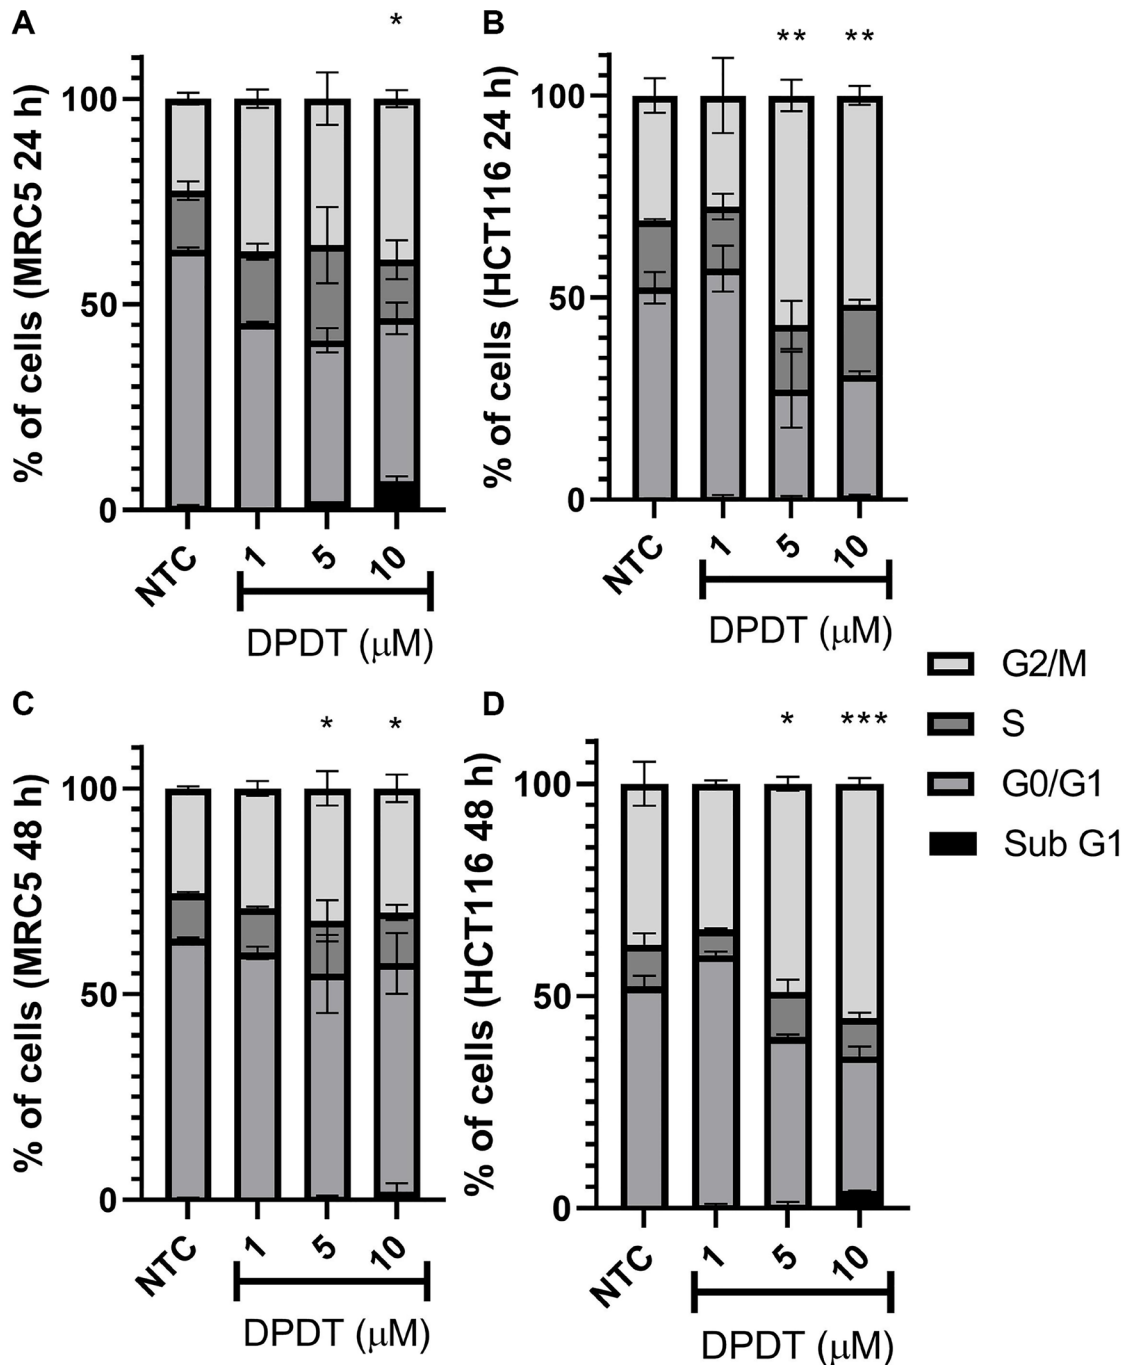 A
*
% of cells (MRC5 24 h)
100
50
0
NTC
1
5
10
DPDT (μM)
B
**
**
% of cells (HCT116 24 h)
100
50
0
NTC
1
5
10
DPDT (μM)
G2/M
S
G0/G1
Sub G1
C
*
*
% of cells (MRC5 48 h)
100
50
0
NTC
1
5
10
DPDT (μM)
D
*
***
% of cells (HCT116 48 h)
100
50
0
NTC
1
5
10
DPDT (μM)